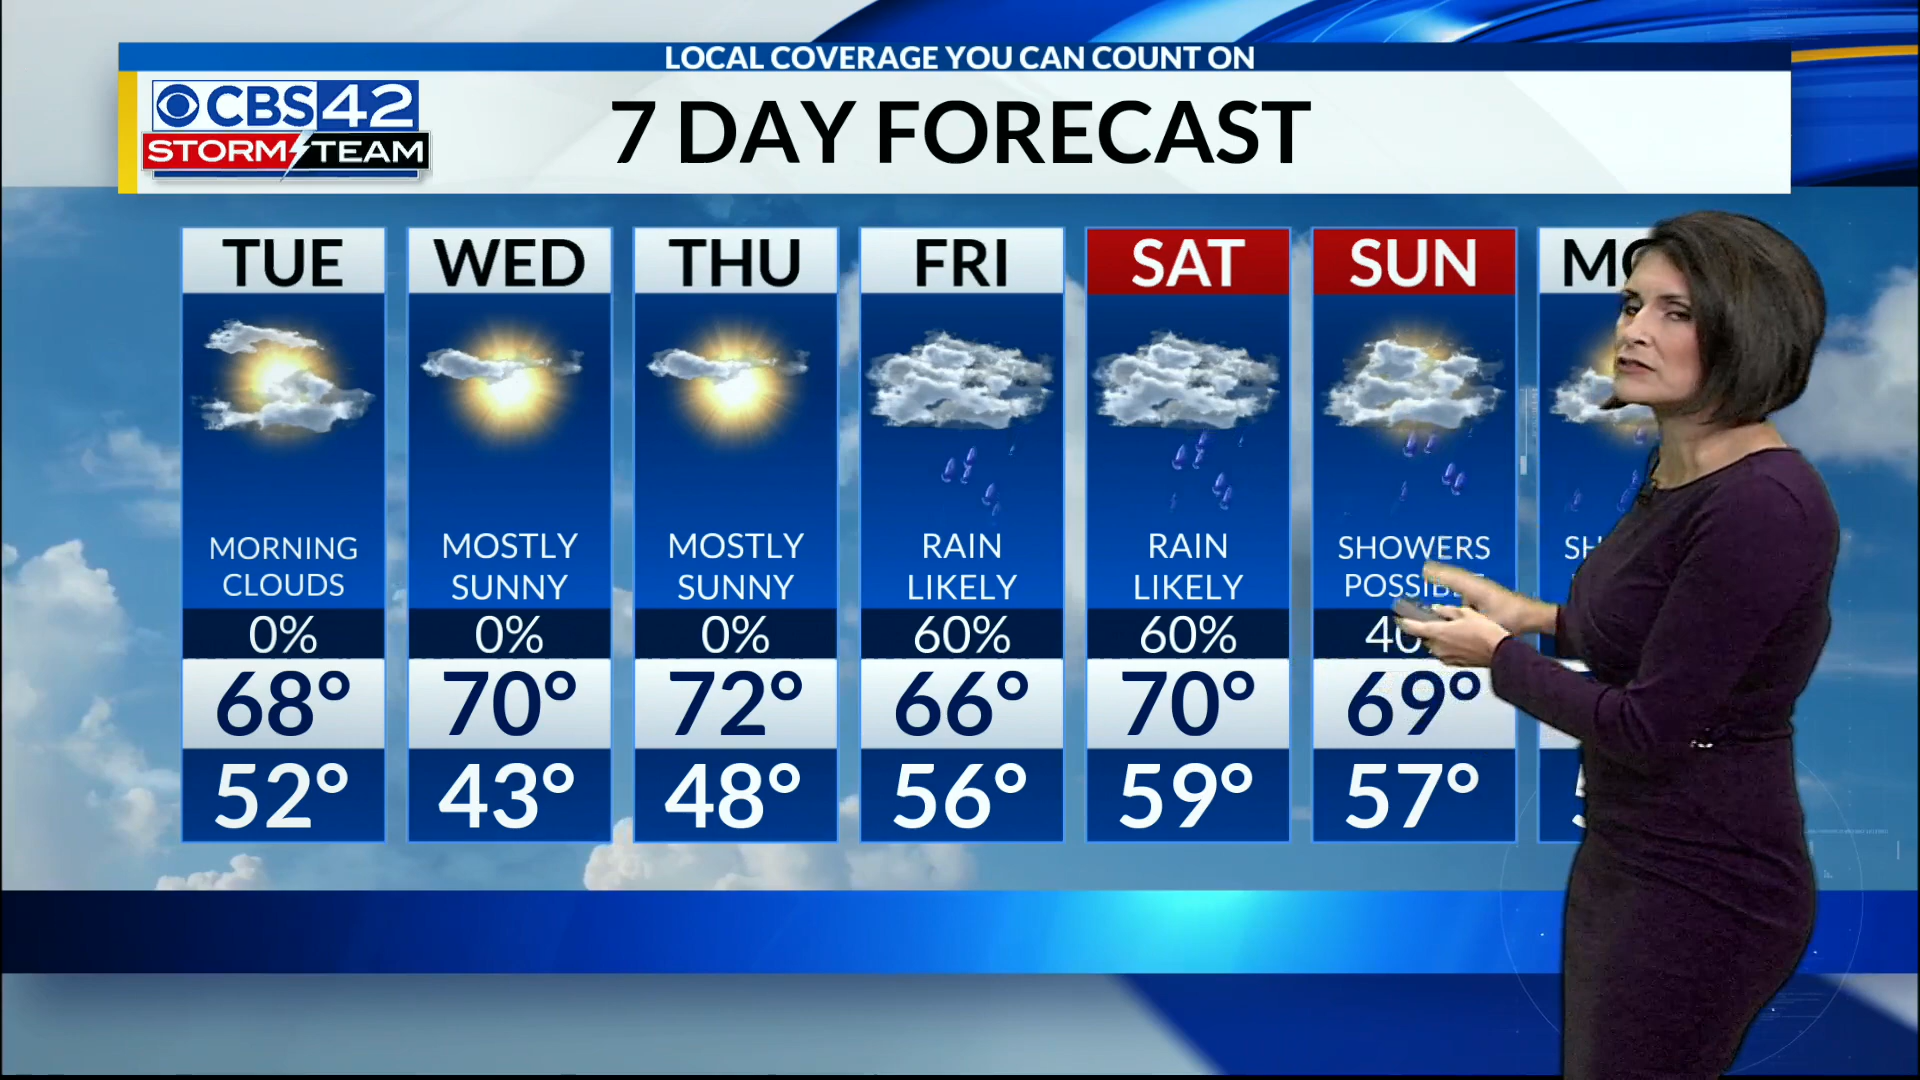 LOCAL COVERAGE YOU CAN COUNT ON
CBS 42
STORM TEAM
7 DAY FORECAST
TUE WED THU FRI SAT SUN
MORNING CLOUDS
MOSTLY SUNNY
MOSTLY SUNNY
RAIN LIKELY
RAIN LIKELY
SHOWERS
0% 0% 0% 60% 60%
68° 70° 72° 66° 70° 69°
52° 43° 48° 56° 59° 57°